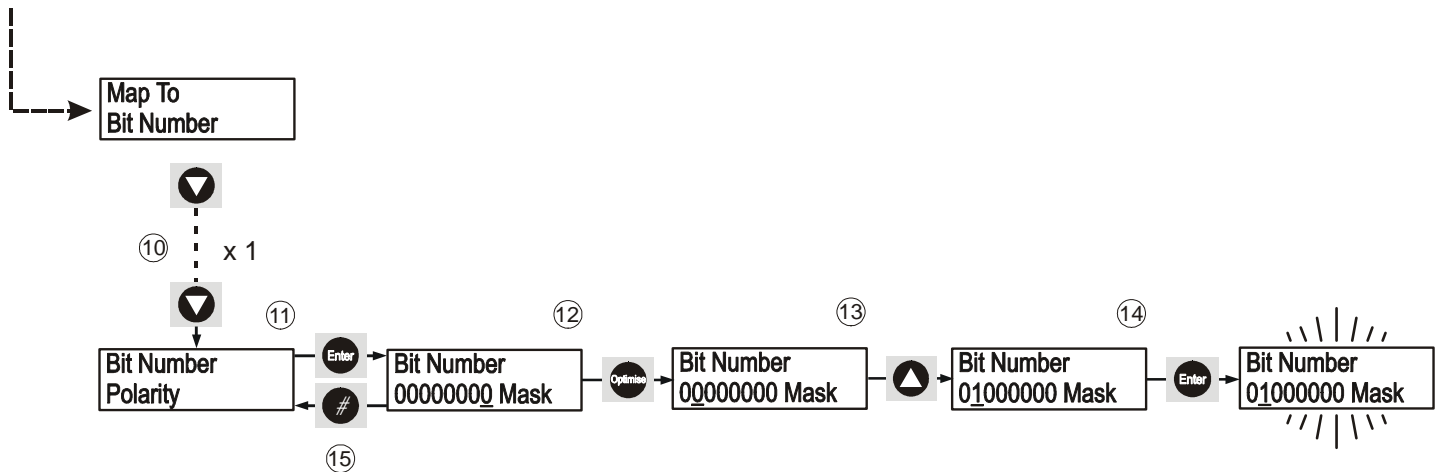 Map To
Bit Number
⑩
x 1
⑪
⑫
⑬
⑭
Bit Number
Polarity
Enter
#
⑮
Bit Number
00000000 Mask
Optimise
Bit Number
00000000 Mask
Bit Number
01000000 Mask
Enter
Bit Number
01000000 Mask